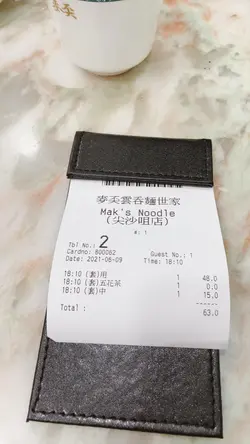 麥奀雲吞麵世家
Mak's Noodle
(尖沙咀店)
#: 1
Tbl No.: 2
Cardno: 600062 Guest No.: 1
Date: 2021-06-09 Time: 18:10
18:10 (套)用 1 48.0
18:10 (套)五花茶 1 0.0
18:10 (套)中 1 15.0
Total : 63.0